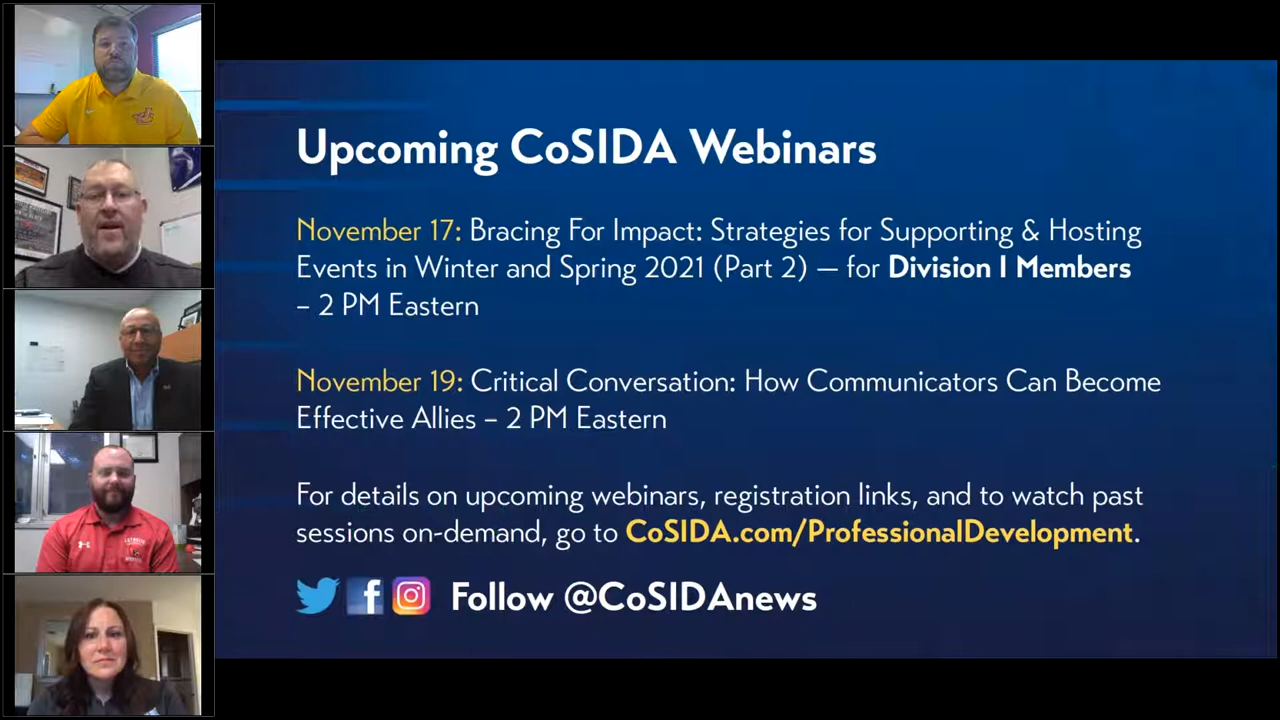 Upcoming CoSIDA Webinars
November 17: Bracing For Impact: Strategies for Supporting & Hosting
Events in Winter and Spring 2021 (Part 2) — for Division I Members
– 2 PM Eastern
November 19: Critical Conversation: How Communicators Can Become
Effective Allies – 2 PM Eastern
For details on upcoming webinars, registration links, and to watch past
sessions on-demand, go to CoSIDA.com/ProfessionalDevelopment.
Follow @CoSIDAnews